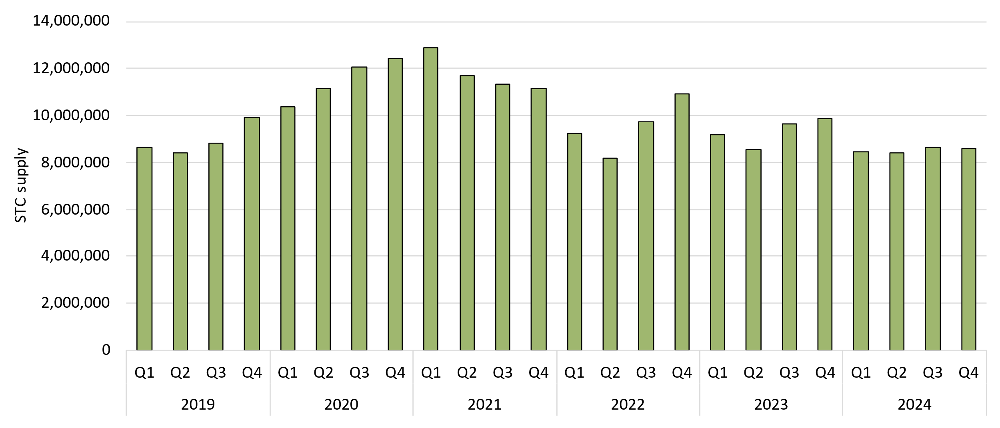 14,000,000
12,000,000
10,000,000
8,000,000
6,000,000
4,000,000
2,000,000
0
STC supply
Q1 Q2 Q3 Q4 Q1 Q2 Q3 Q4 Q1 Q2 Q3 Q4 Q1 Q2 Q3 Q4 Q1 Q2 Q3 Q4 Q1 Q2 Q3 Q4
2019 2020 2021 2022 2023 2024